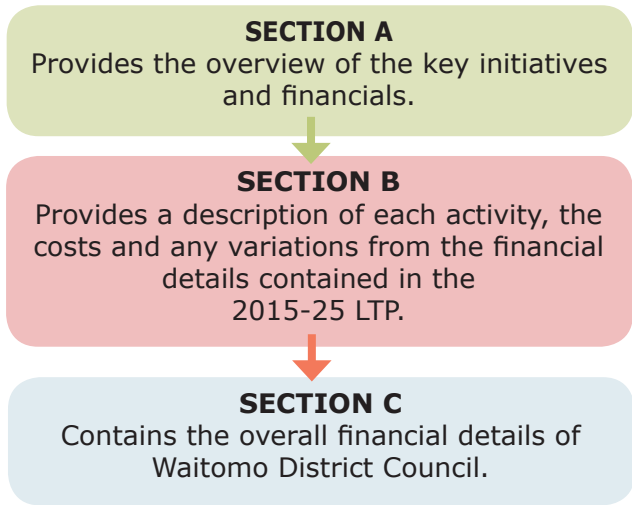 SECTION A
Provides the overview of the key initiatives
and financials.
SECTION B
Provides a description of each activity, the
costs and any variations from the financial
details contained in the
2015-25 LTP.
SECTION C
Contains the overall financial details of
Waitomo District Council.